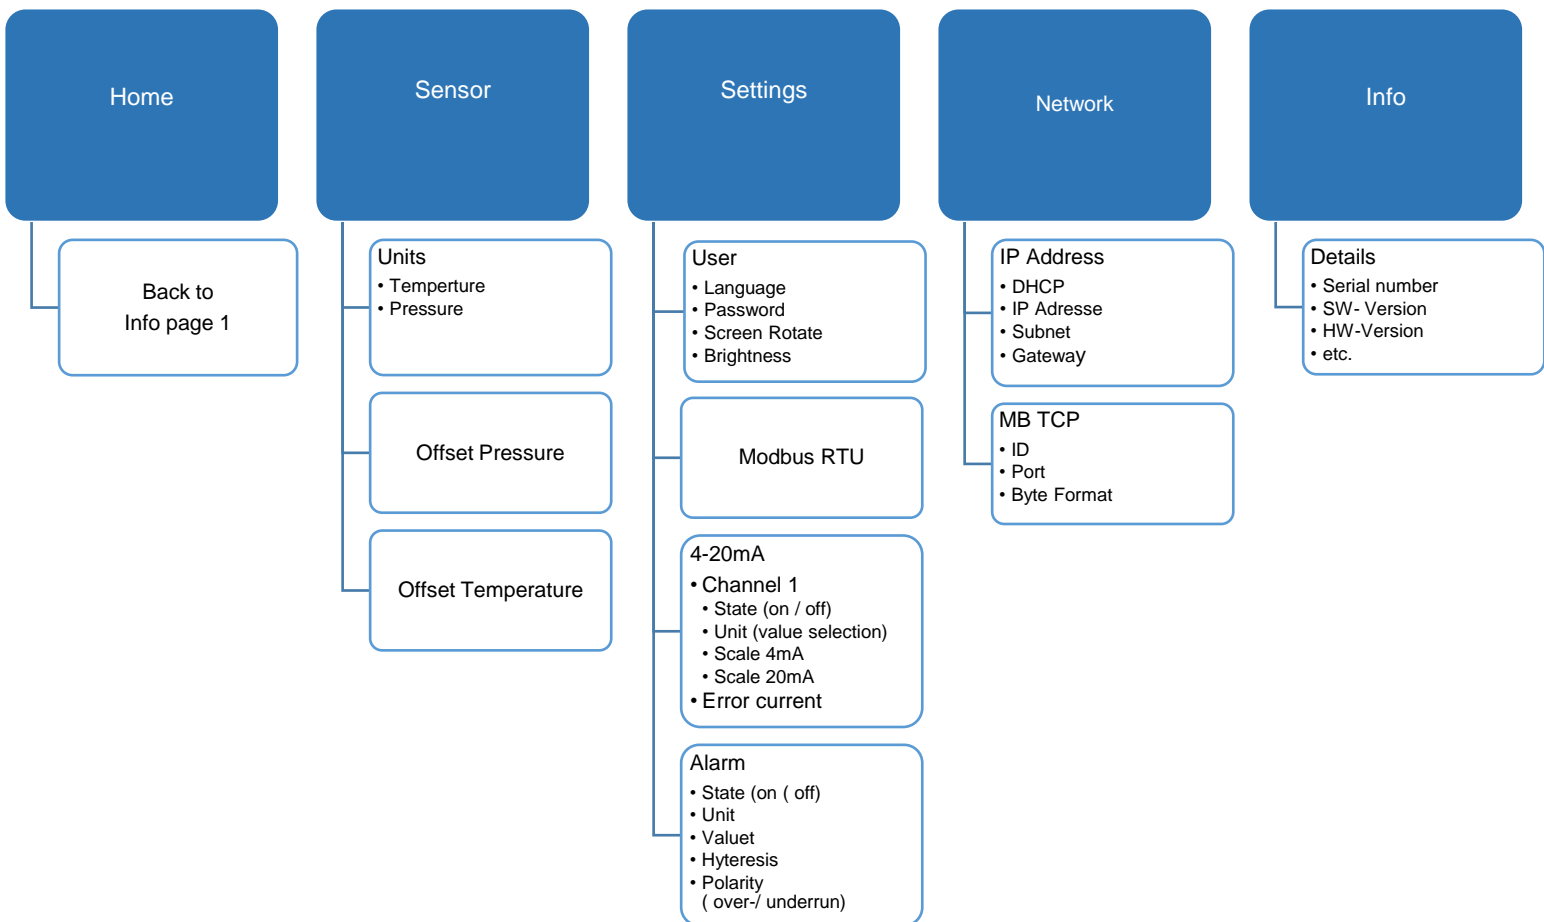 Home
Back to
Info page 1
Sensor
Units
• Temperture
• Pressure
Offset Pressure
Offset Temperature
Settings
User
• Language
• Password
• Screen Rotate
• Brightness
Modbus RTU
4-20mA
• Channel 1
• State (on / off)
• Unit (value selection)
• Scale 4mA
• Scale 20mA
• Error current
Alarm
• State (on ( off)
• Unit
• Valuet
• Hyteresis
• Polarity
( over-/ underrun)
Network
IP Address
• DHCP
• IP Adresse
• Subnet
• Gateway
MB TCP
• ID
• Port
• Byte Format
Info
Details
• Serial number
• SW- Version
• HW-Version
• etc.